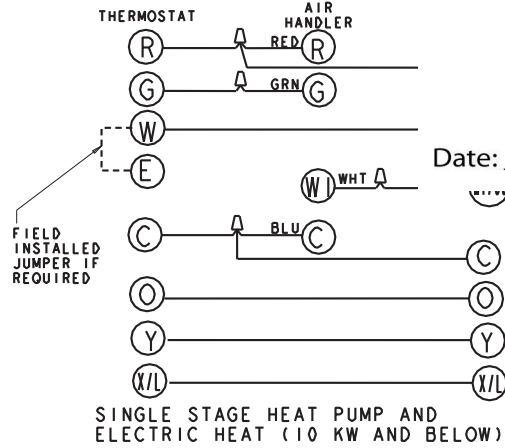 THERMOSTAT
AIR
HANDLER
R RED R
G GRN G
W
E
Date:
W1 WHT
FIELD
INSTALLED
JUMPER IF
REQUIRED
C BLU C
C
O O
Y Y
X/L X/L
SINGLE STAGE HEAT PUMP AND
ELECTRIC HEAT (10 KW AND BELOW)